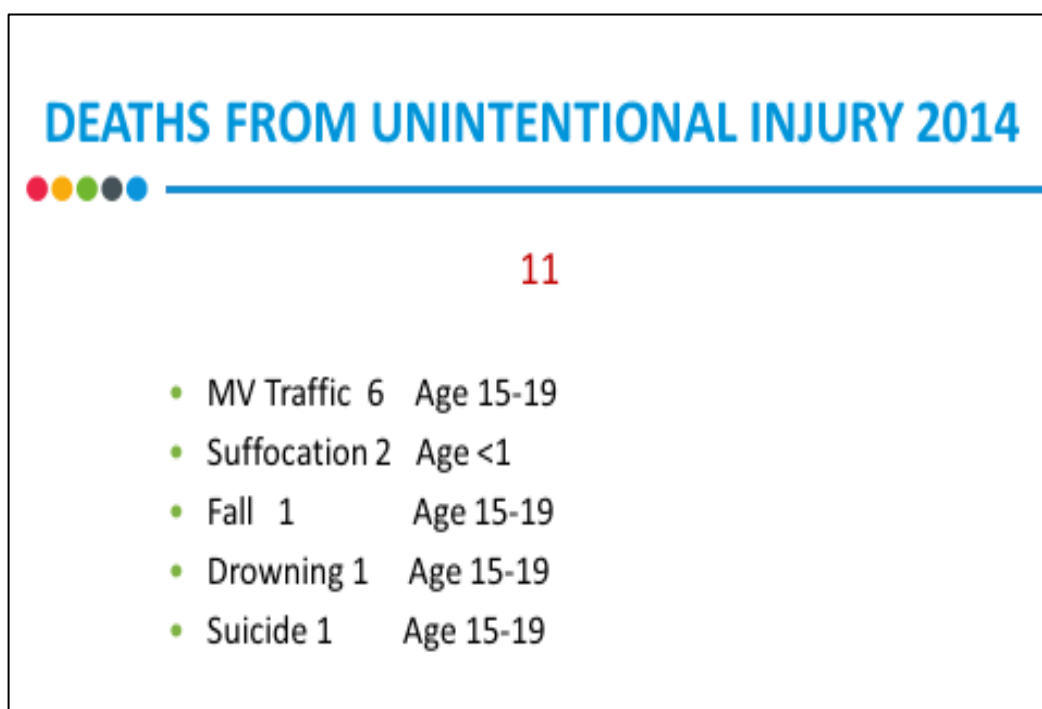 DEATHS FROM UNINTENTIONAL INJURY 2014
11
• MV Traffic 6 Age 15-19
• Suffocation 2 Age <1
• Fall 1 Age 15-19
• Drowning 1 Age 15-19
• Suicide 1 Age 15-19